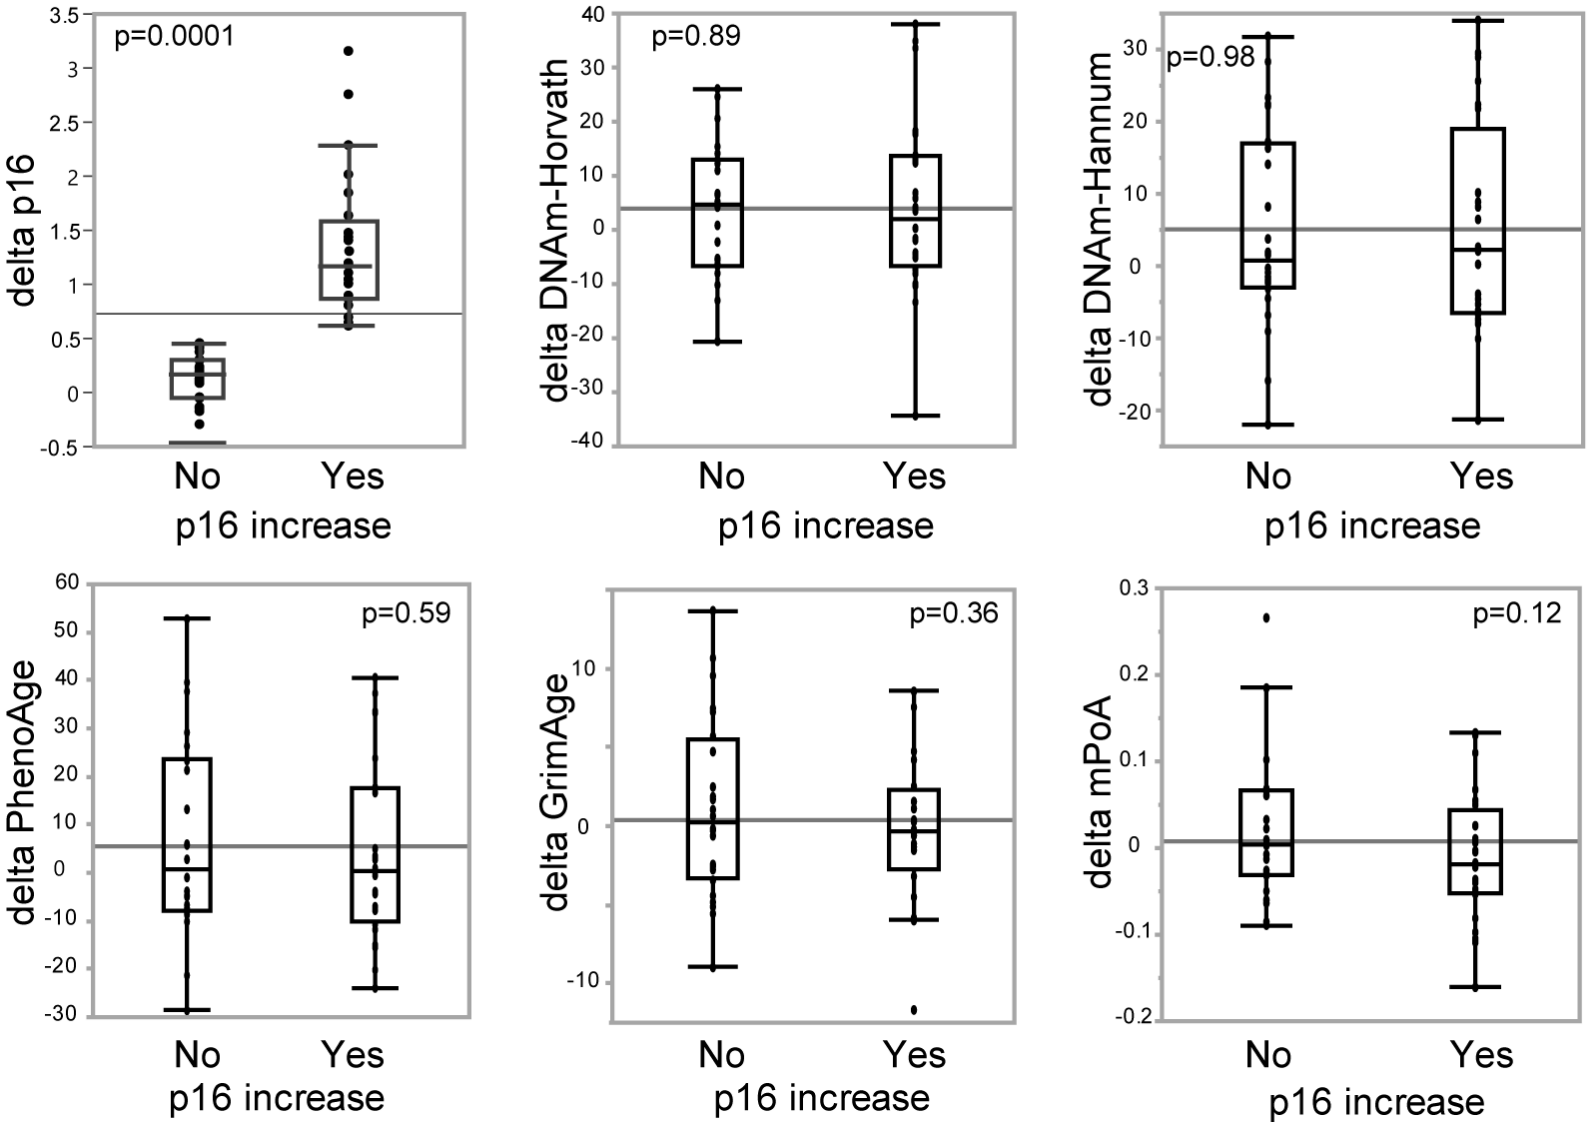 delta p16
3.5
3
2.5
2
1.5
1
0.5
0
-0.5
p=0.0001
No Yes
p16 increase
delta DNAm-Horvath
40
30
20
10
0
-10
-20
-30
-40
p=0.89
No Yes
p16 increase
delta DNAm-Hannum
30
20
10
0
-10
-20
p=0.98
No Yes
p16 increase
delta PhenoAge
60
50
40
30
20
10
0
-10
-20
-30
p=0.59
No Yes
p16 increase
delta GrimAge
10
0
-10
p=0.36
No Yes
p16 increase
delta mPoA
0.3
0.2
0.1
0
-0.1
-0.2
p=0.12
No Yes
p16 increase